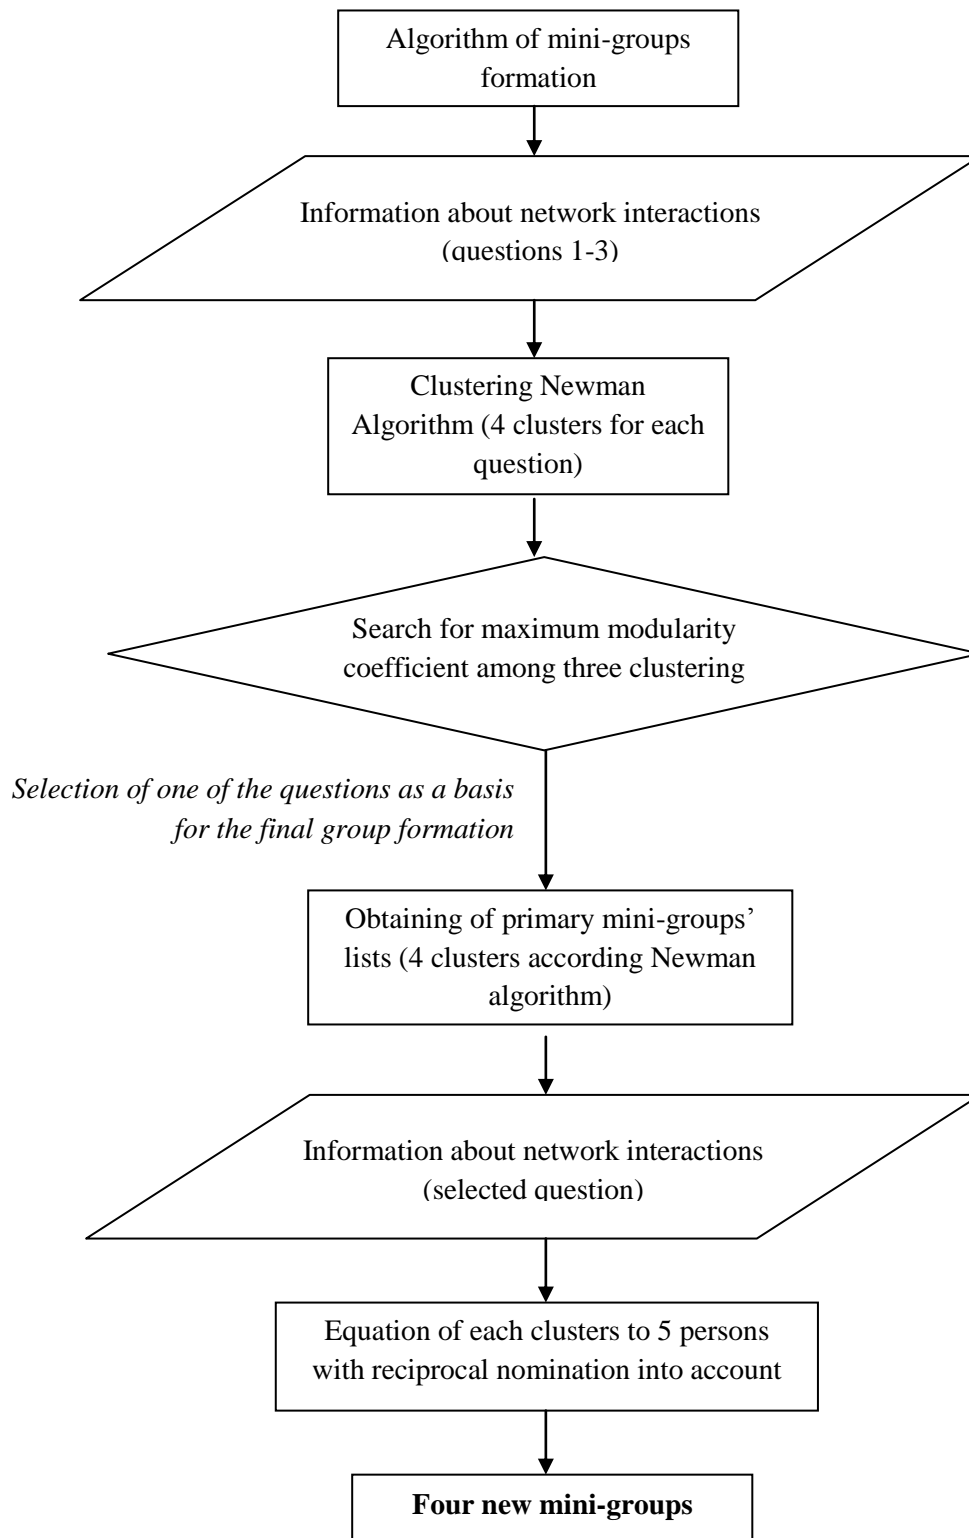 Algorithm of mini-groups
formation
Information about network interactions
(questions 1-3)
Clustering Newman
Algorithm (4 clusters for each
question)
Search for maximum modularity
coefficient among three clustering
Selection of one of the questions as a basis
for the final group formation
Obtaining of primary mini-groups’
lists (4 clusters according Newman
algorithm)
Information about network interactions
(selected question)
Equation of each clusters to 5 persons
with reciprocal nomination into account
Four new mini-groups